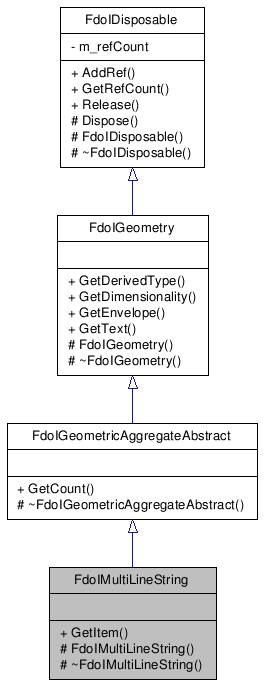 FdoIDisposable
- m_refCount
+ AddRef()
+ GetRefCount()
+ Release()
# Dispose()
# FdoIDisposable()
# ~FdoIDisposable()
FdoIGeometry
+ GetDerivedType()
+ GetDimensionality()
+ GetEnvelope()
+ GetText()
# FdoIGeometry()
# ~FdoIGeometry()
FdoIGeometricAggregateAbstract
+ GetCount()
# ~FdoIGeometricAggregateAbstract()
FdoIMultiLineString
+ GetItem()
# FdoIMultiLineString()
# ~FdoIMultiLineString()